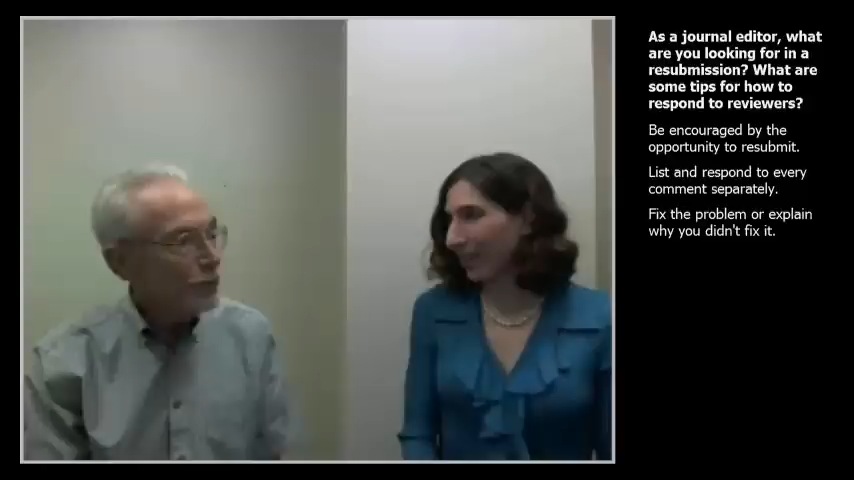 As a journal editor, what
are you looking for in a
resubmission? What are
some tips for how to
respond to reviewers?
Be encouraged by the
opportunity to resubmit.
List and respond to every
comment separately.
Fix the problem or explain
why you didn't fix it.